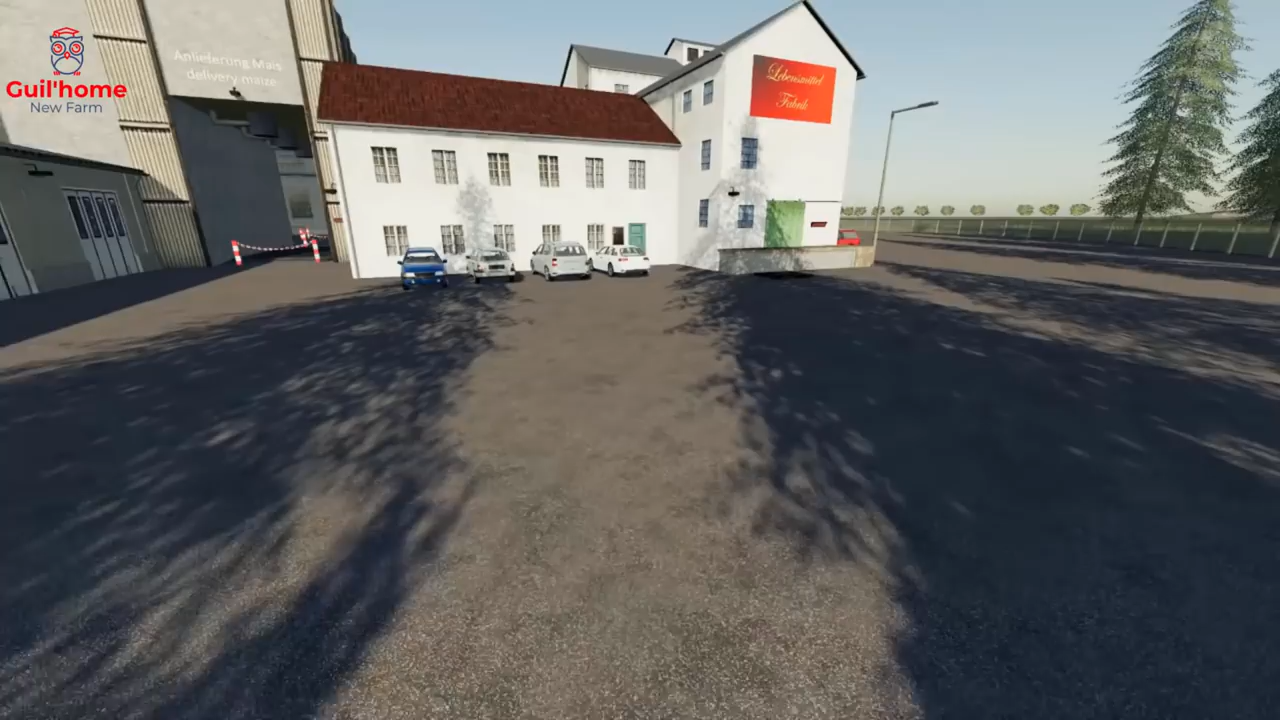 Guil'home
New Farm
Anlieferung Mais
delivery maize
Lebensmittel
Fabrik